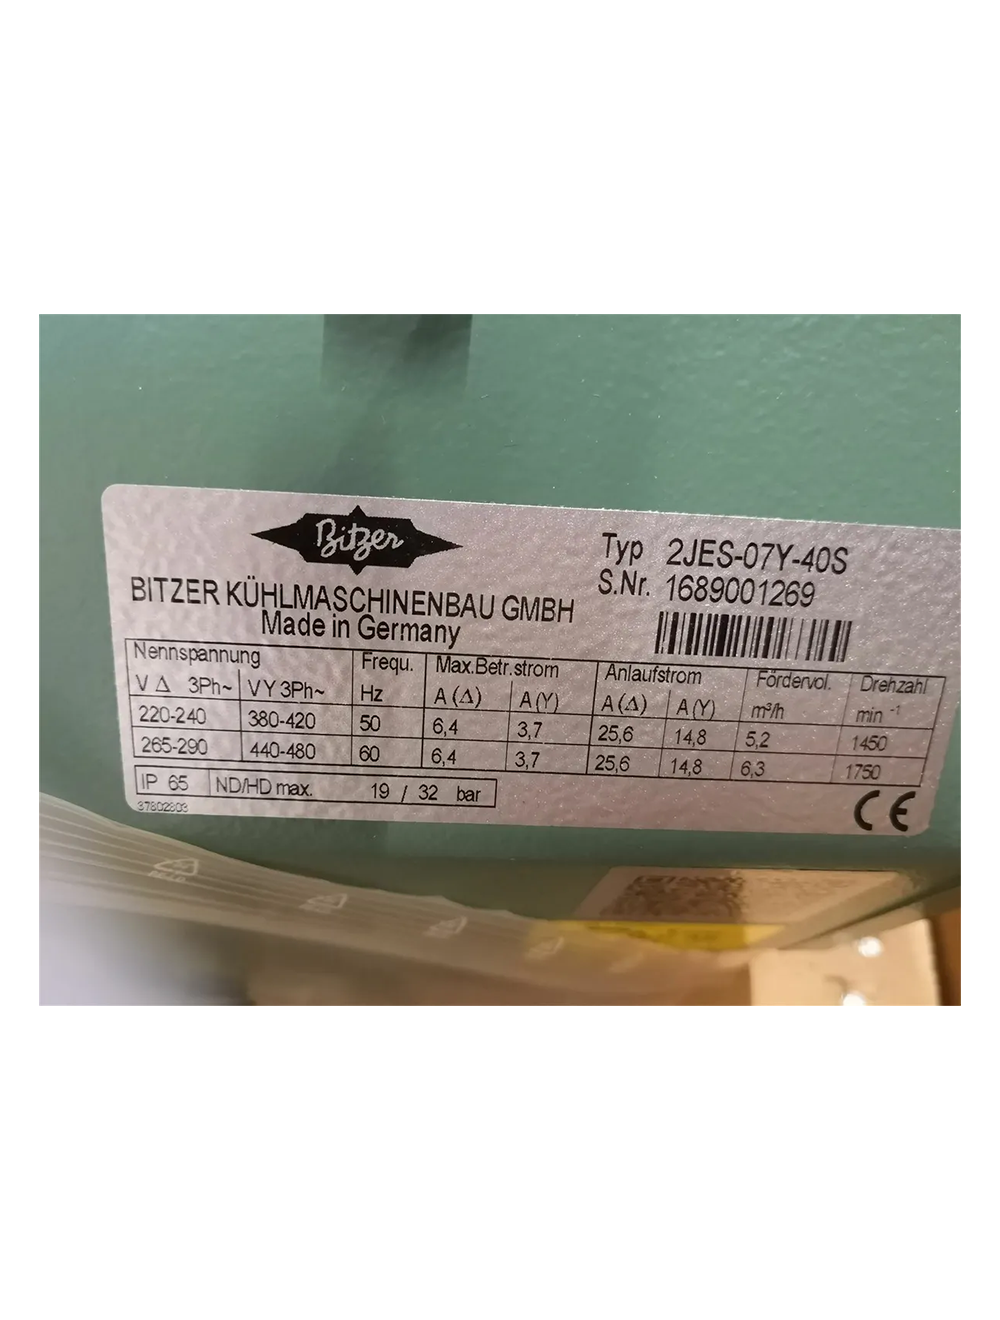 Bitzer
Typ 2JES-07Y-40S
BITZER KÜHLMASCHINENBAU GMBH
S.Nr. 1689001269
Made in Germany
Nennspannung Frequ. Max.Betr.strom Anlaufstrom Fördervol. Drehzahl
V Δ 3Ph~ V Y 3Ph~ Hz A (Δ) A (Y) A (Δ) A (Y) m³/h min⁻¹
220-240 380-420 50 6,4 3,7 25,6 14,8 5,2 1450
265-290 440-480 60 6,4 3,7 25,6 14,8 6,3 1750
IP 65 ND/HD max. 19 / 32 bar
37802803
CE